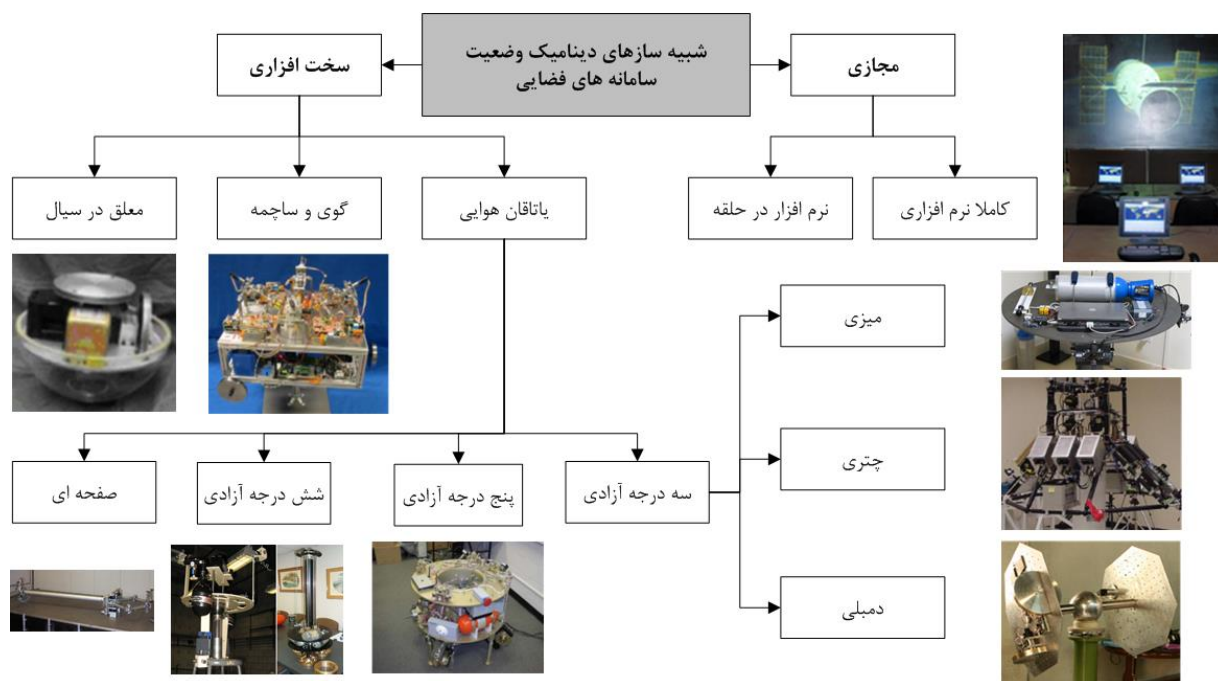 شبیه سازهای دینامیک وضعیت
سامانه های فضایی
مجازی
سخت افزاری
کاملا نرم افزاری
نرم افزار در حلقه
یاتاقان هوایی
گوی و ساچمه
معلق در سیال
سه درجه آزادی
پنج درجه آزادی
شش درجه آزادی
صفحه ای
میزی
چتری
دمبلی